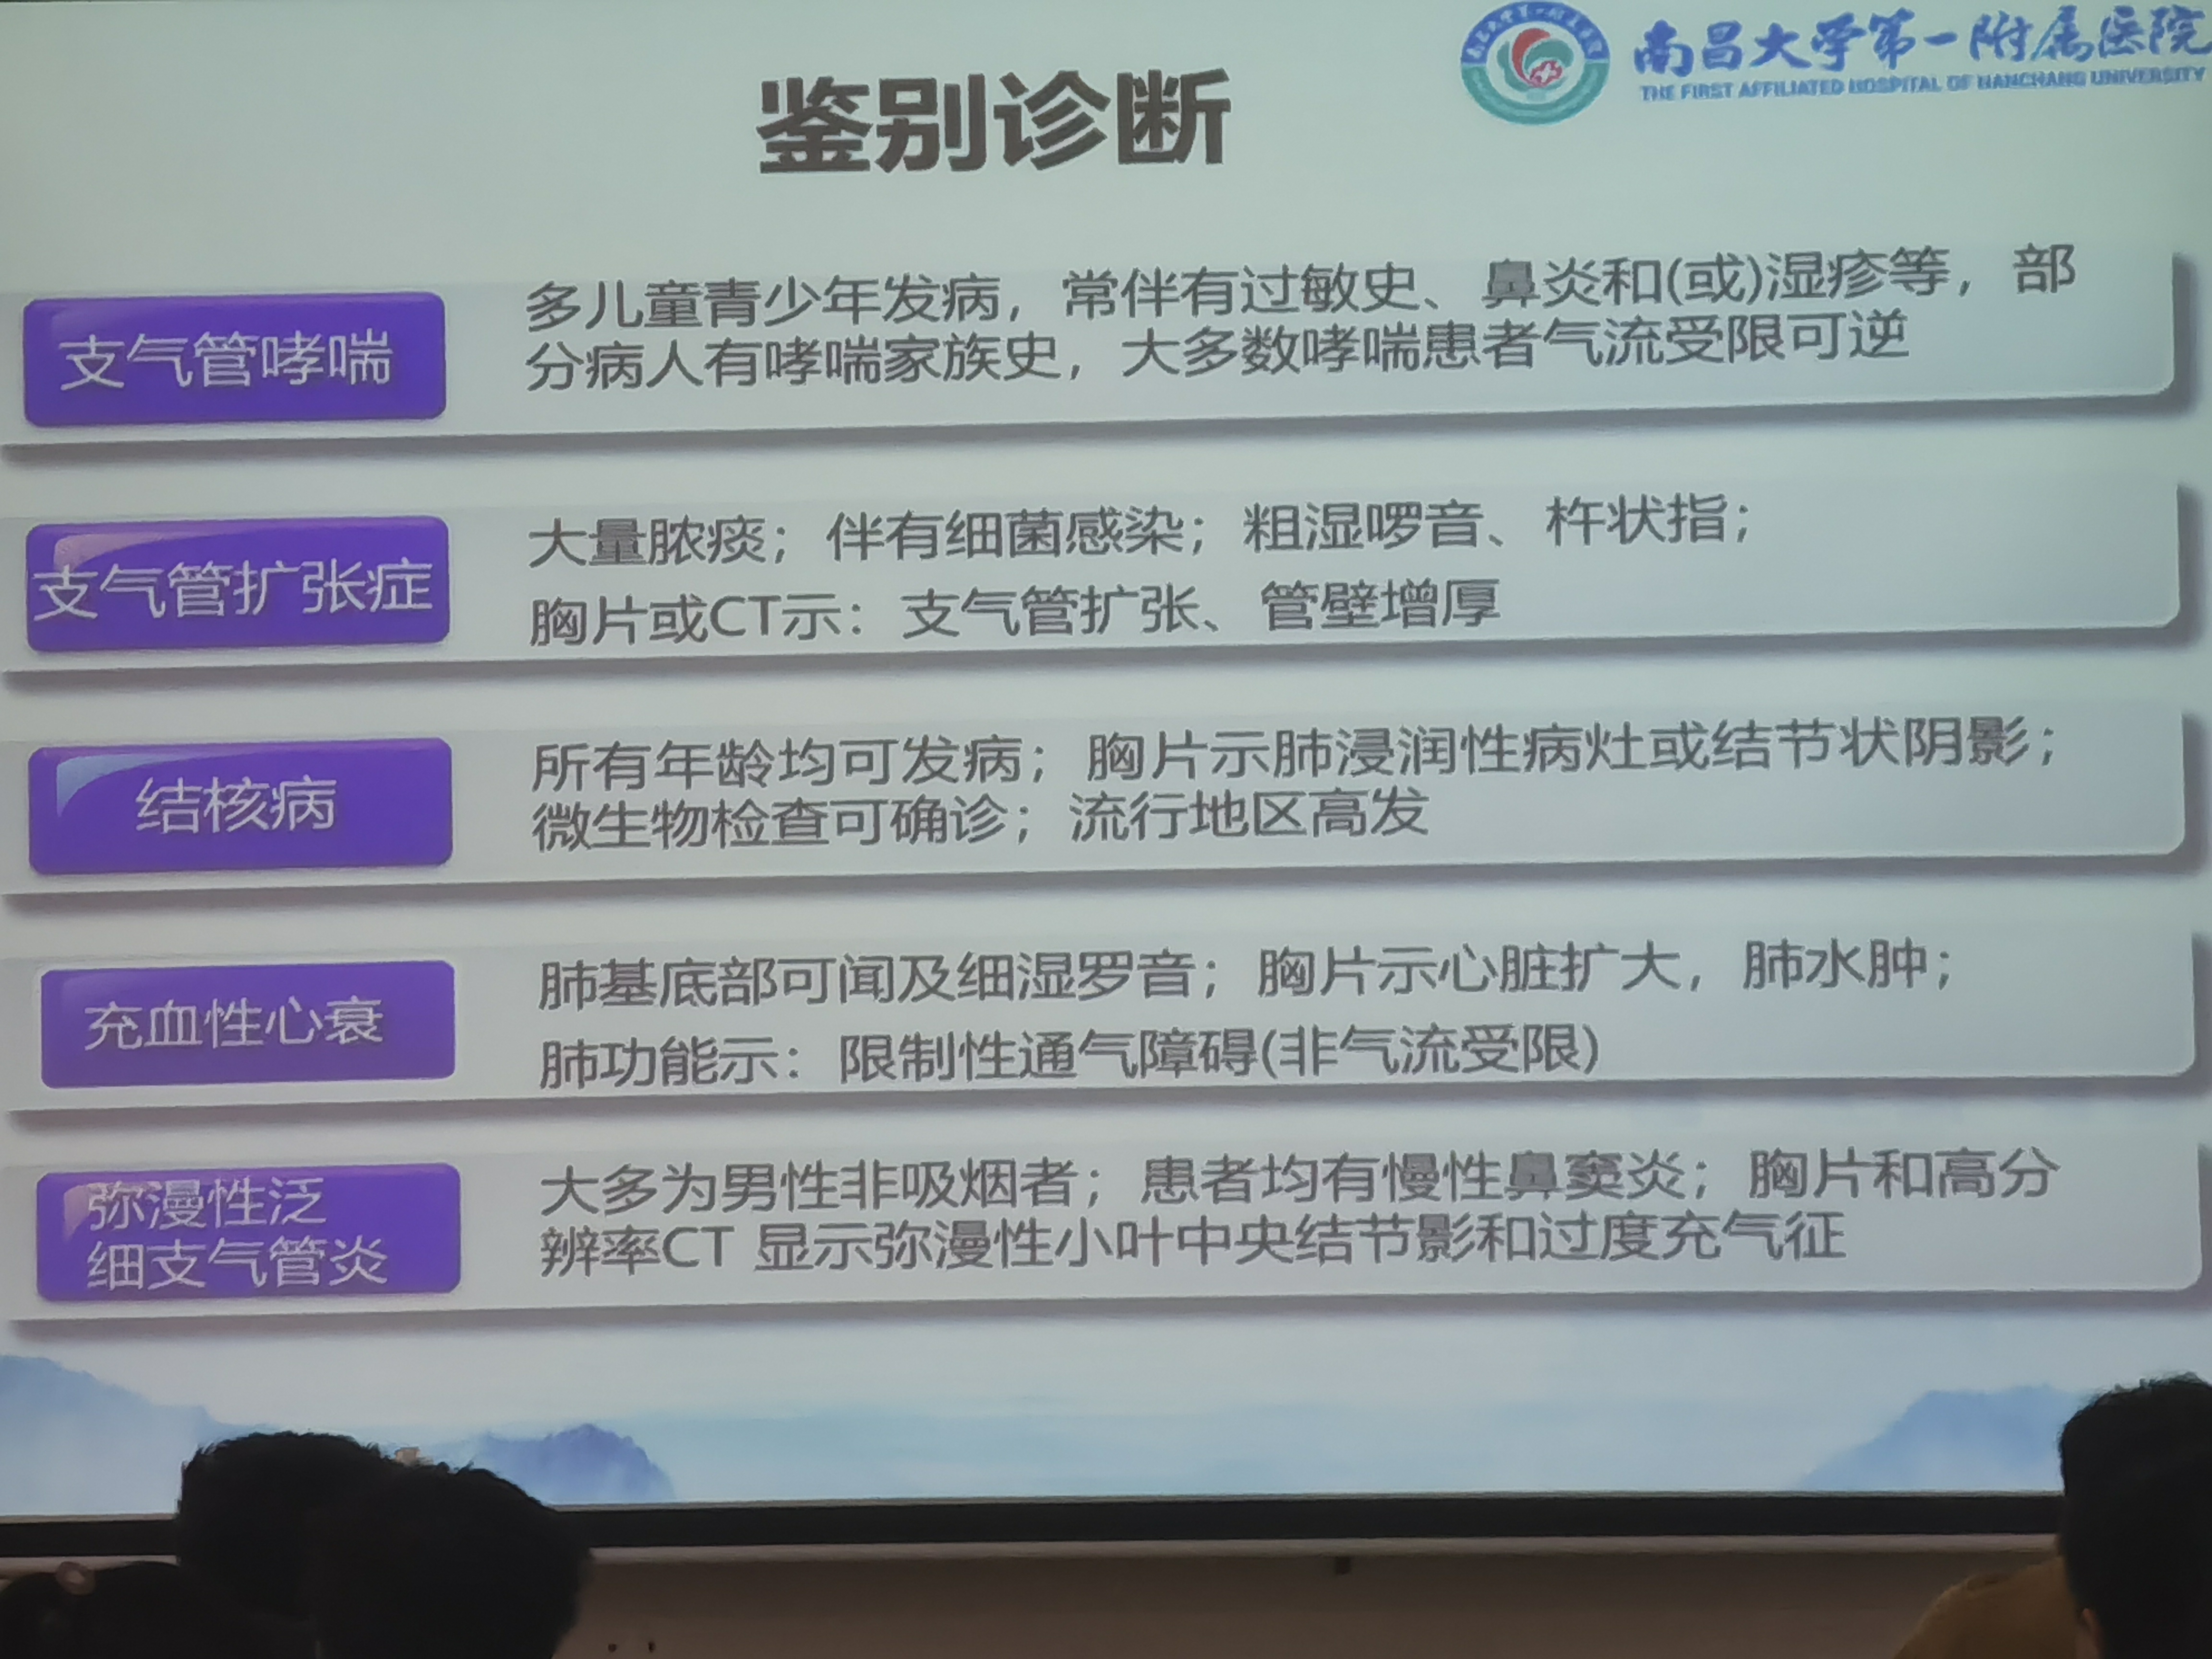 南昌大学第一附属医院
THE FIRST AFFILIATED HOSPITAL OF NANCHANG UNIVERSITY
鉴别诊断
支气管哮喘
多儿童青少年发病，常伴有过敏史、鼻炎和(或)湿疹等，部
分病人有哮喘家族史，大多数哮喘患者气流受限可逆
支气管扩张症
大量脓痰；伴有细菌感染；粗湿啰音、杵状指；
胸片或CT示：支气管扩张、管壁增厚
结核病
所有年龄均可发病；胸片示肺浸润性病灶或结节状阴影；
微生物检查可确诊；流行地区高发
充血性心衰
肺基底部可闻及细湿罗音；胸片示心脏扩大，肺水肿；
肺功能示：限制性通气障碍(非气流受限)
弥漫性泛
细支气管炎
大多为男性非吸烟者；患者均有慢性鼻窦炎；胸片和高分
辨率CT 显示弥漫性小叶中央结节影和过度充气征